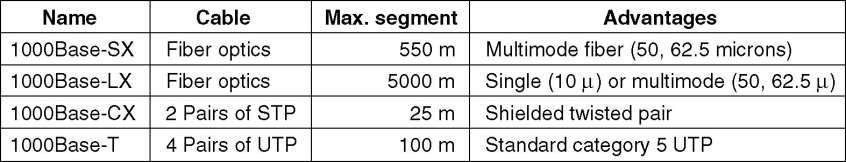 Name Cable Max. segment Advantages
1000Base-SX Fiber optics 550 m Multimode fiber (50, 62.5 microns)
1000Base-LX Fiber optics 5000 m Single (10 μ) or multimode (50, 62.5 μ)
1000Base-CX 2 Pairs of STP 25 m Shielded twisted pair
1000Base-T 4 Pairs of UTP 100 m Standard category 5 UTP